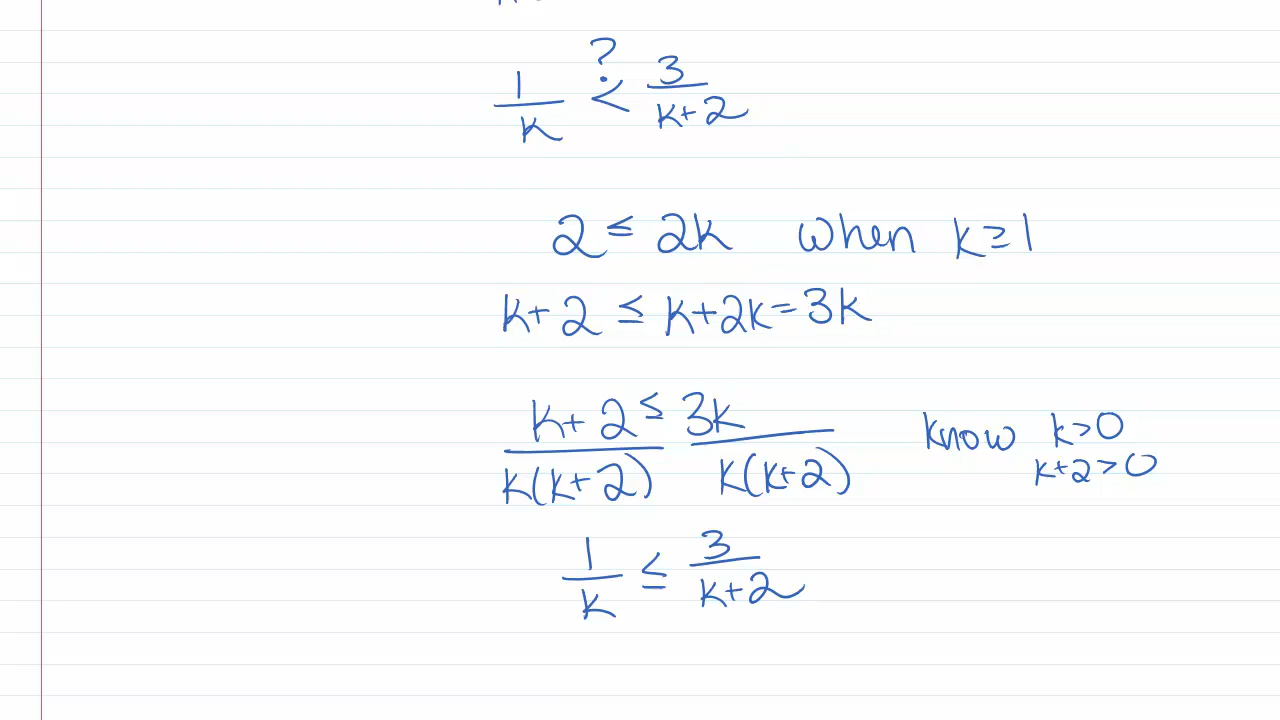 ?
1/k < 3/(k+2)
2 ≤ 2k when k ≥ 1
k+2 ≤ k+2k = 3k
(k+2)/(k(k+2)) ≤ 3k/(k(k+2)) know k>0
k+2>0
1/k ≤ 3/(k+2)